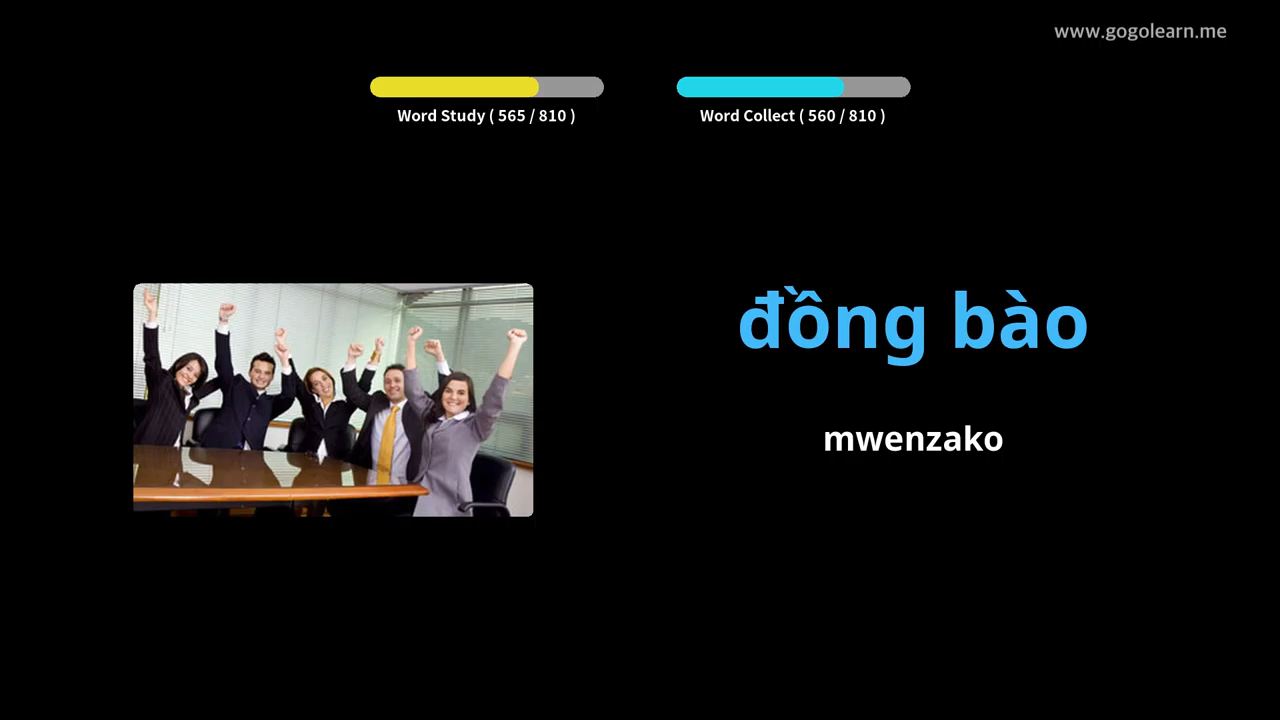 www.gogolearn.me
Word Study ( 565 / 810 )
Word Collect ( 560 / 810 )
đồng bào
mwenzako